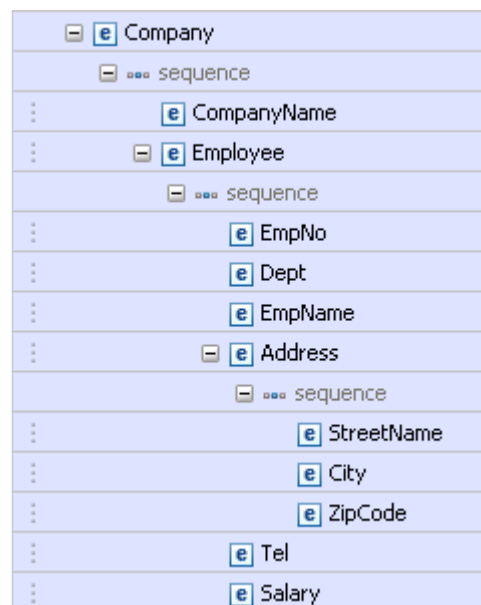 e Company
sequence
e CompanyName
e Employee
sequence
e EmpNo
e Dept
e EmpName
e Address
sequence
e StreetName
e City
e ZipCode
e Tel
e Salary